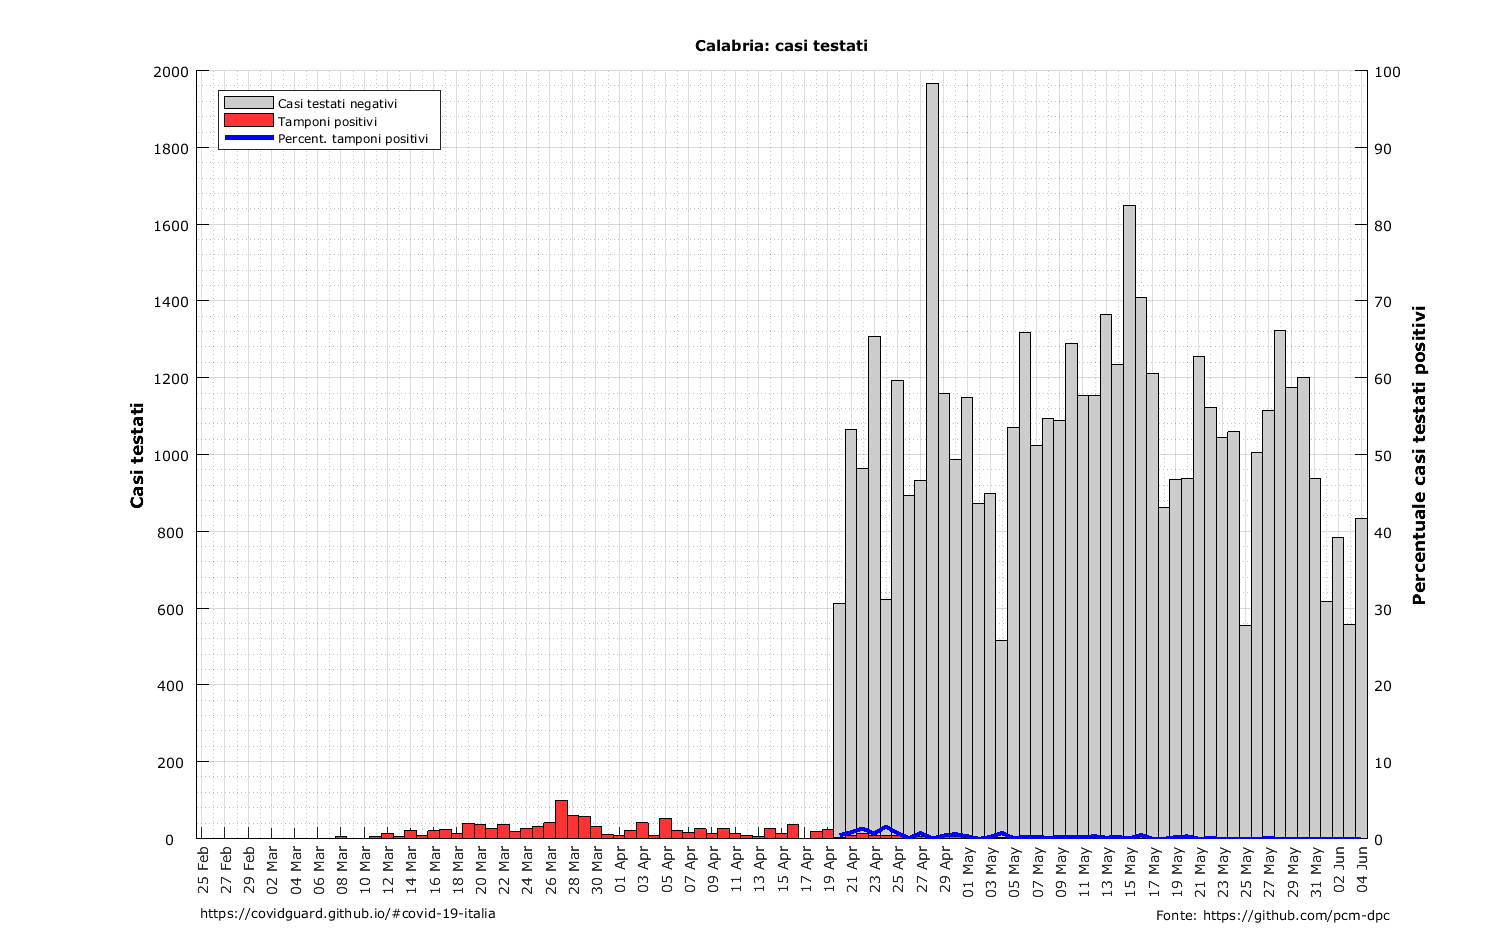 Calabria: casi testati
Casi testati negativi
Tamponi positivi
Percent. tamponi positivi
Casi testati
2000
1800
1600
1400
1200
1000
800
600
400
200
0
100
90
80
70
60
50
40
30
20
10
0
Percentuale casi testati positivi
25 Feb
27 Feb
29 Feb
02 Mar
04 Mar
06 Mar
08 Mar
10 Mar
12 Mar
14 Mar
16 Mar
18 Mar
20 Mar
22 Mar
24 Mar
26 Mar
28 Mar
30 Mar
01 Apr
03 Apr
05 Apr
07 Apr
09 Apr
11 Apr
13 Apr
15 Apr
17 Apr
19 Apr
21 Apr
23 Apr
25 Apr
27 Apr
29 Apr
01 May
03 May
05 May
07 May
09 May
11 May
13 May
15 May
17 May
19 May
21 May
23 May
25 May
27 May
29 May
31 May
02 Jun
04 Jun
https://covidguard.github.io/#covid-19-italia
Fonte: https://github.com/pcm-dpc